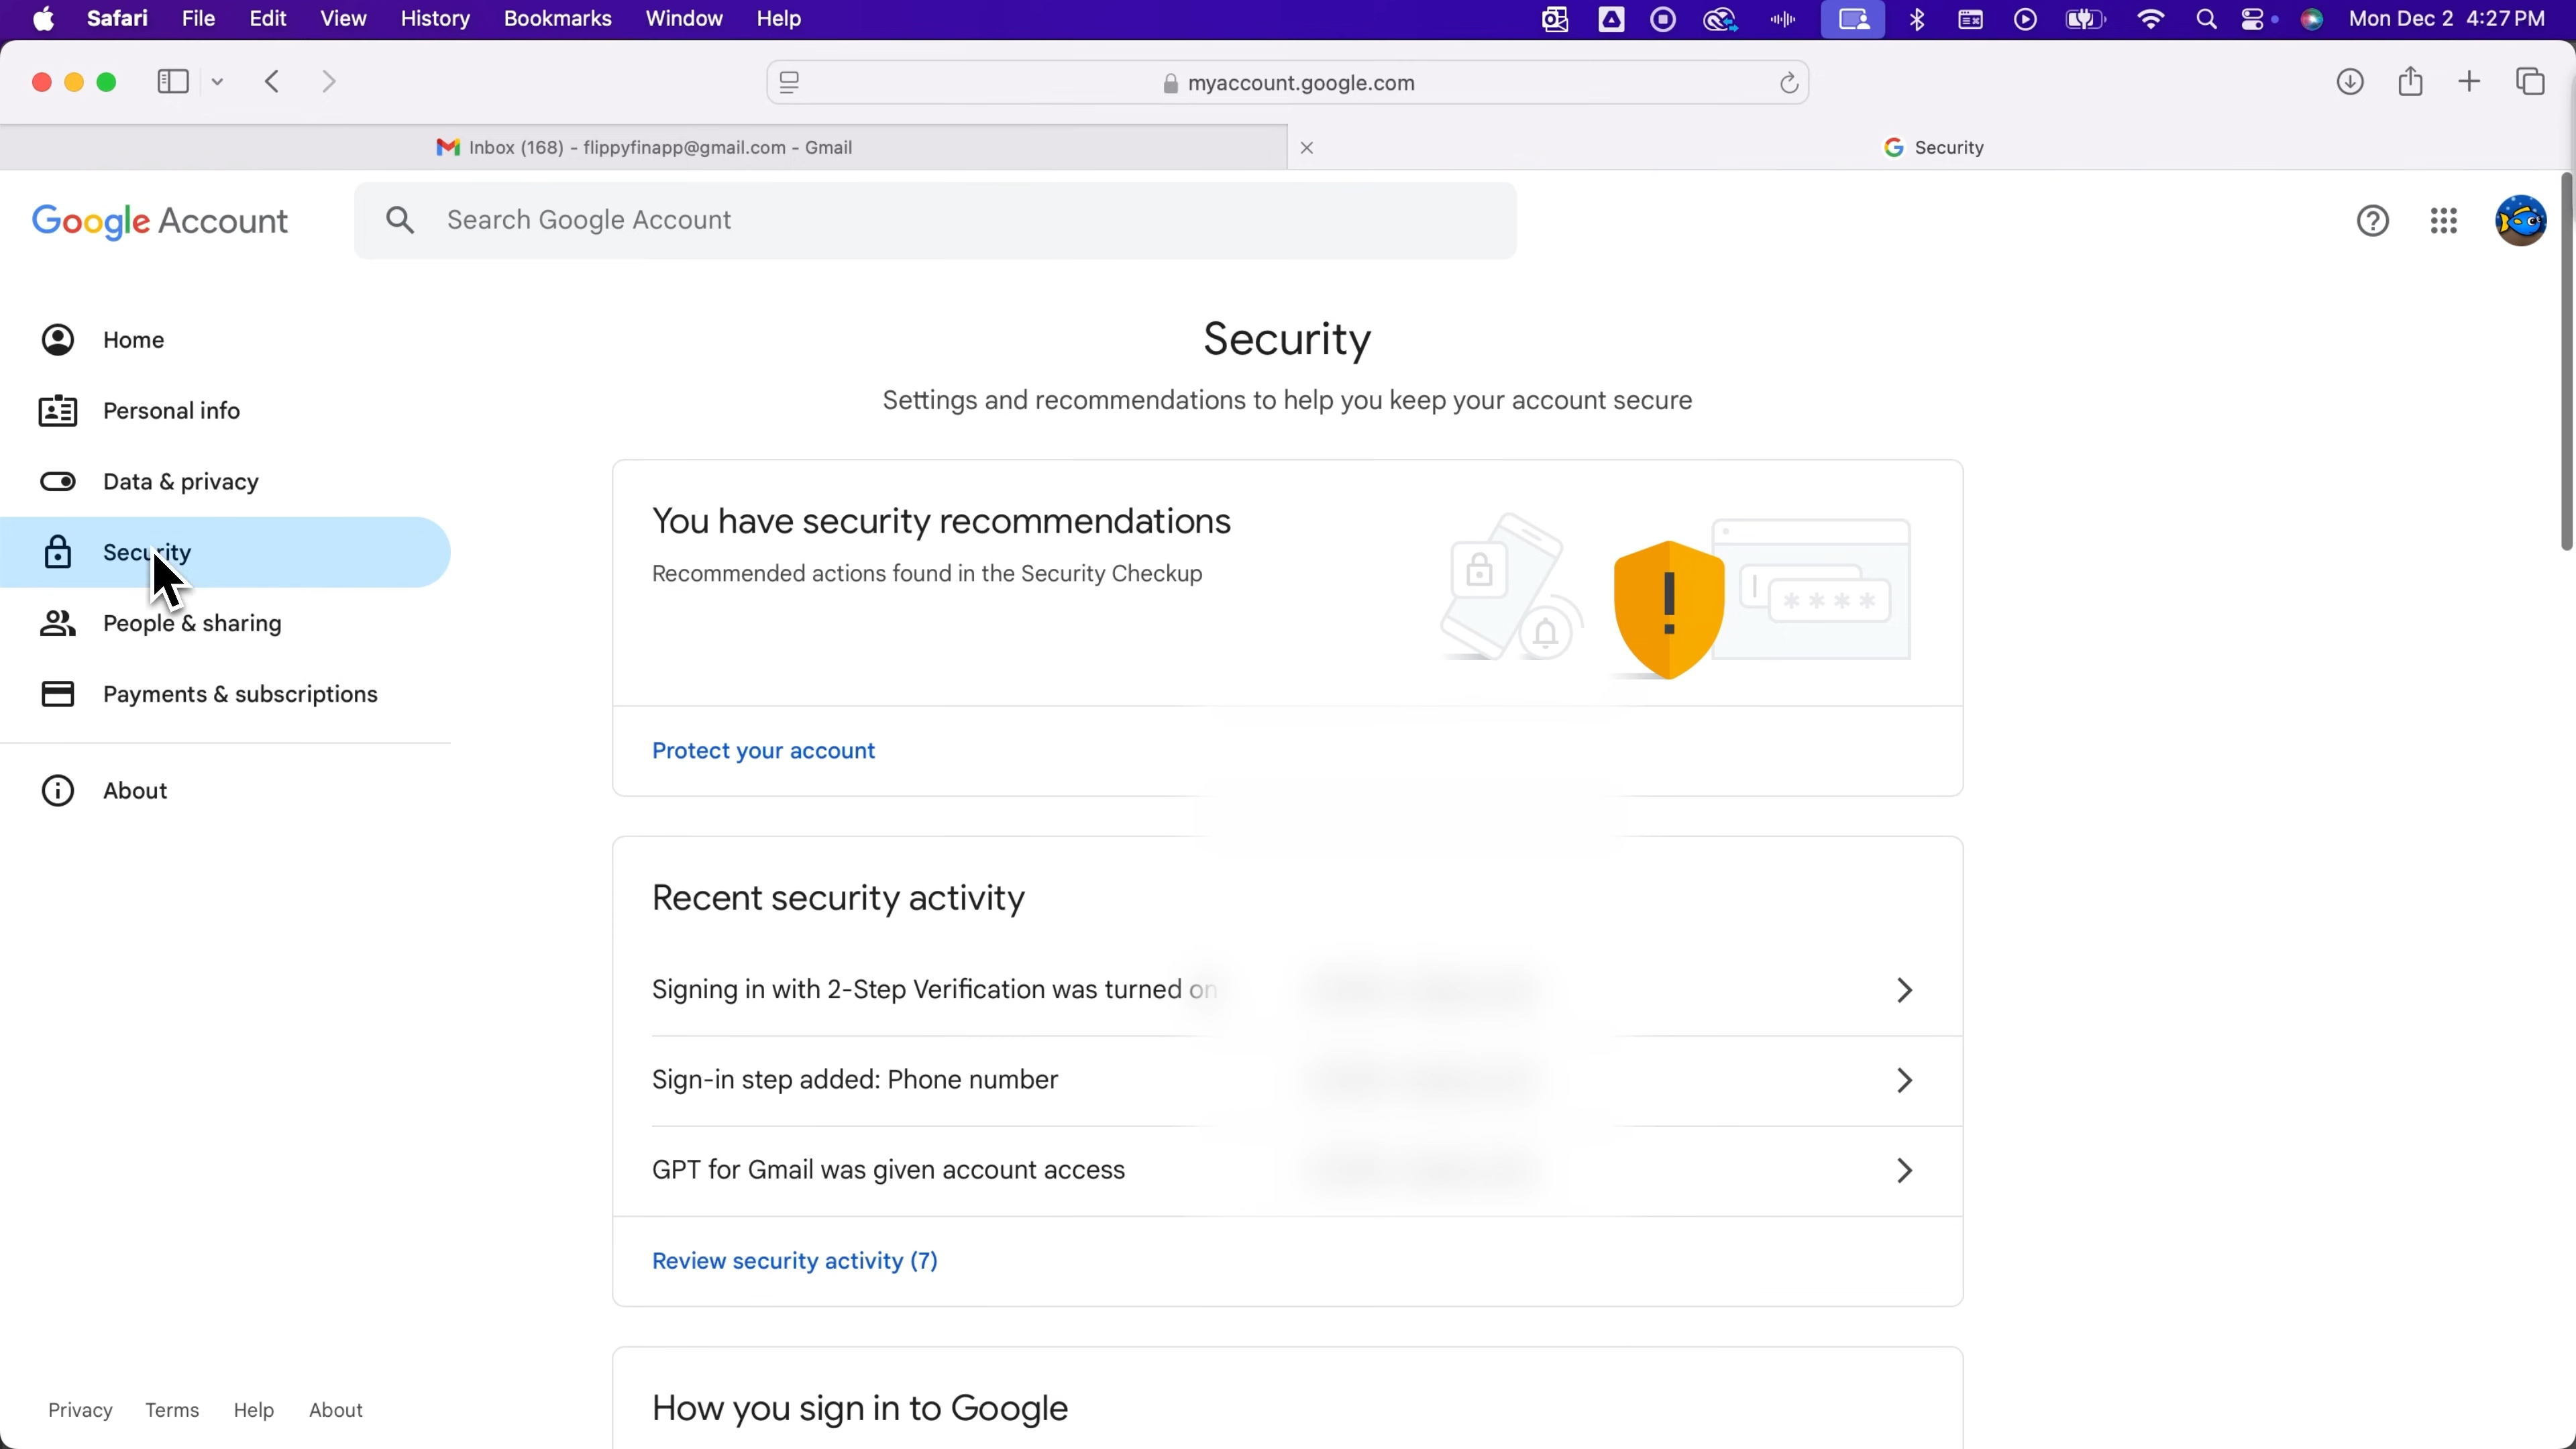 Safari File Edit View History Bookmarks Window Help Mon Dec 2 4:27 PM
myaccount.google.com
Inbox (168) - flippyfinapp@gmail.com - Gmail
Security
Google Account
Search Google Account
Home
Personal info
Data & privacy
Security
People & sharing
Payments & subscriptions
About
Security
Settings and recommendations to help you keep your account secure
You have security recommendations
Recommended actions found in the Security Checkup
****
Protect your account
Recent security activity
Signing in with 2-Step Verification was turned on
Sign-in step added: Phone number
GPT for Gmail was given account access
Review security activity (7)
How you sign in to Google
Privacy Terms Help About